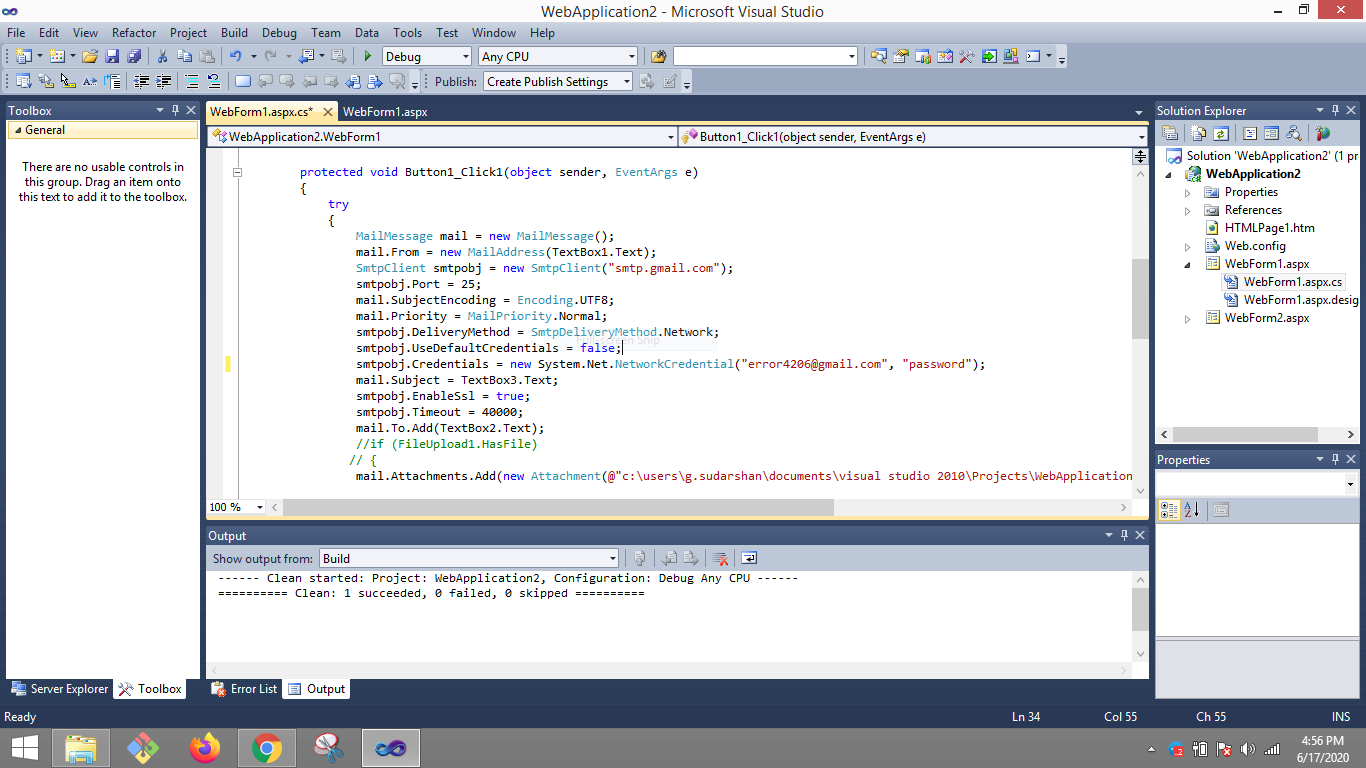 WebApplication2 - Microsoft Visual Studio
File Edit View Refactor Project Build Debug Team Data Tools Test Window Help
Debug Any CPU
Publish: Create Publish Settings
Toolbox
General
There are no usable controls in
this group. Drag an item onto
this text to add it to the toolbox.
Server Explorer Toolbox
WebForm1.aspx.cs* WebForm1.aspx
WebApplication2.WebForm1 Button1_Click1(object sender, EventArgs e)
protected void Button1_Click1(object sender, EventArgs e)
{
try
{
MailMessage mail = new MailMessage();
mail.From = new MailAddress(TextBox1.Text);
SmtpClient smtpobj = new SmtpClient("smtp.gmail.com");
smtpobj.Port = 25;
mail.SubjectEncoding = Encoding.UTF8;
mail.Priority = MailPriority.Normal;
smtpobj.DeliveryMethod = SmtpDeliveryMethod.Network;
Full-screen Snip
smtpobj.UseDefaultCredentials = false;
smtpobj.Credentials = new System.Net.NetworkCredential("error4206@gmail.com", "password");
mail.Subject = TextBox3.Text;
smtpobj.EnableSsl = true;
smtpobj.Timeout = 40000;
mail.To.Add(TextBox2.Text);
//if (FileUpload1.HasFile)
// {
mail.Attachments.Add(new Attachment(@"c:\users\g.sudarshan\documents\visual studio 2010\Projects\WebApplication
100 %
Output
Show output from: Build
------ Clean started: Project: WebApplication2, Configuration: Debug Any CPU ------
========== Clean: 1 succeeded, 0 failed, 0 skipped ==========
Error List Output
Solution Explorer
Solution 'WebApplication2' (1 pr
WebApplication2
Properties
References
HTMLPage1.htm
Web.config
WebForm1.aspx
WebForm1.aspx.cs
WebForm1.aspx.desig
WebForm2.aspx
Properties
Ready Ln 34 Col 55 Ch 55 INS
4:56 PM
6/17/2020